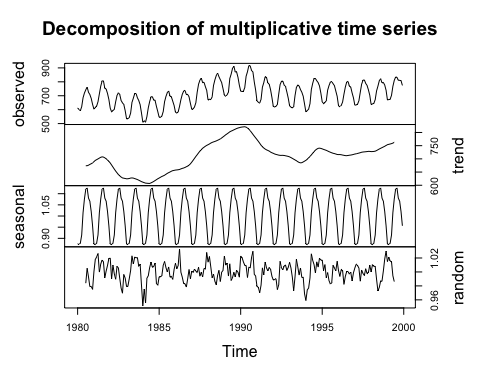 Decomposition of multiplicative time series
observed
500
600
700
900
trend
600
750
seasonal
0.90
1.05
random
0.96
1.02
1980
1985
1990
1995
2000
Time